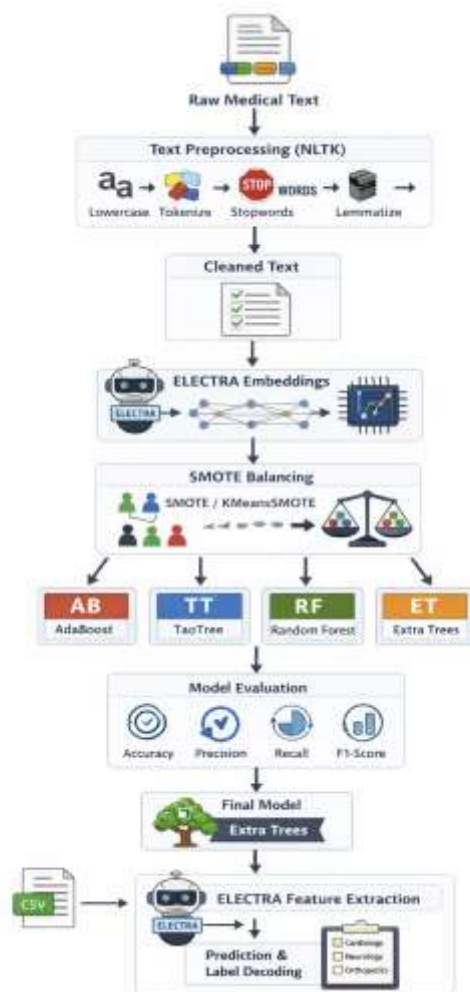 Raw Medical Text
Text Preprocessing (NLTK)
aa
STOP WORDS
Lowercase Tokenize Stopwords Lemmatize
Cleaned Text
ELECTRA Embeddings
ELECTRA
SMOTE Balancing
SMOTE / KMeansSMOTE
AB TT RF ET
AdaBoost TaoTree Random Forest Extra Trees
Model Evaluation
Accuracy Precision Recall F1-Score
Final Model
Extra Trees
CSV
ELECTRA Feature Extraction
ELECTRA
Prediction &
Label Decoding
Cardiology
Neurology
Orthopedics